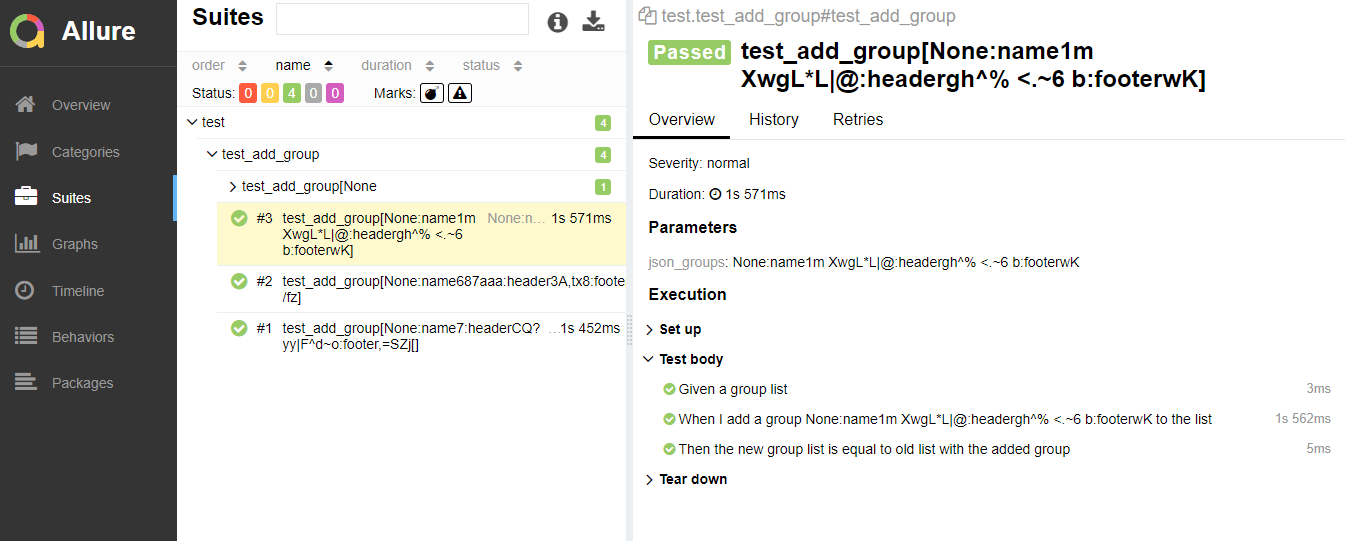 Allure
Overview
Categories
Suites
Graphs
Timeline
Behaviors
Packages
Suites
order name duration status
Status: 0 0 4 0 0 Marks:
test 4
test_add_group 4
test_add_group[None 1
#3 test_add_group[None:name1m None:n... 1s 571ms
XwgL*L|@:headergh^% <.~6
b:footerwK]
#2 test_add_group[None:name687aaa:header3A,tx8:foote
/fz]
#1 test_add_group[None:name7:headerCQ? ...1s 452ms
yy|F^d~o:footer,=SZj[]
test.test_add_group#test_add_group
Passed test_add_group[None:name1m
XwgL*L|@:headergh^% <.~6 b:footerwK]
Overview History Retries
Severity: normal
Duration: 1s 571ms
Parameters
json_groups: None:name1m XwgL*L|@:headergh^% <.~6 b:footerwK
Execution
Set up
Test body
Given a group list 3ms
When I add a group None:name1m XwgL*L|@:headergh^% <.~6 b:footerwK to the list 1s 562ms
Then the new group list is equal to old list with the added group 5ms
Tear down